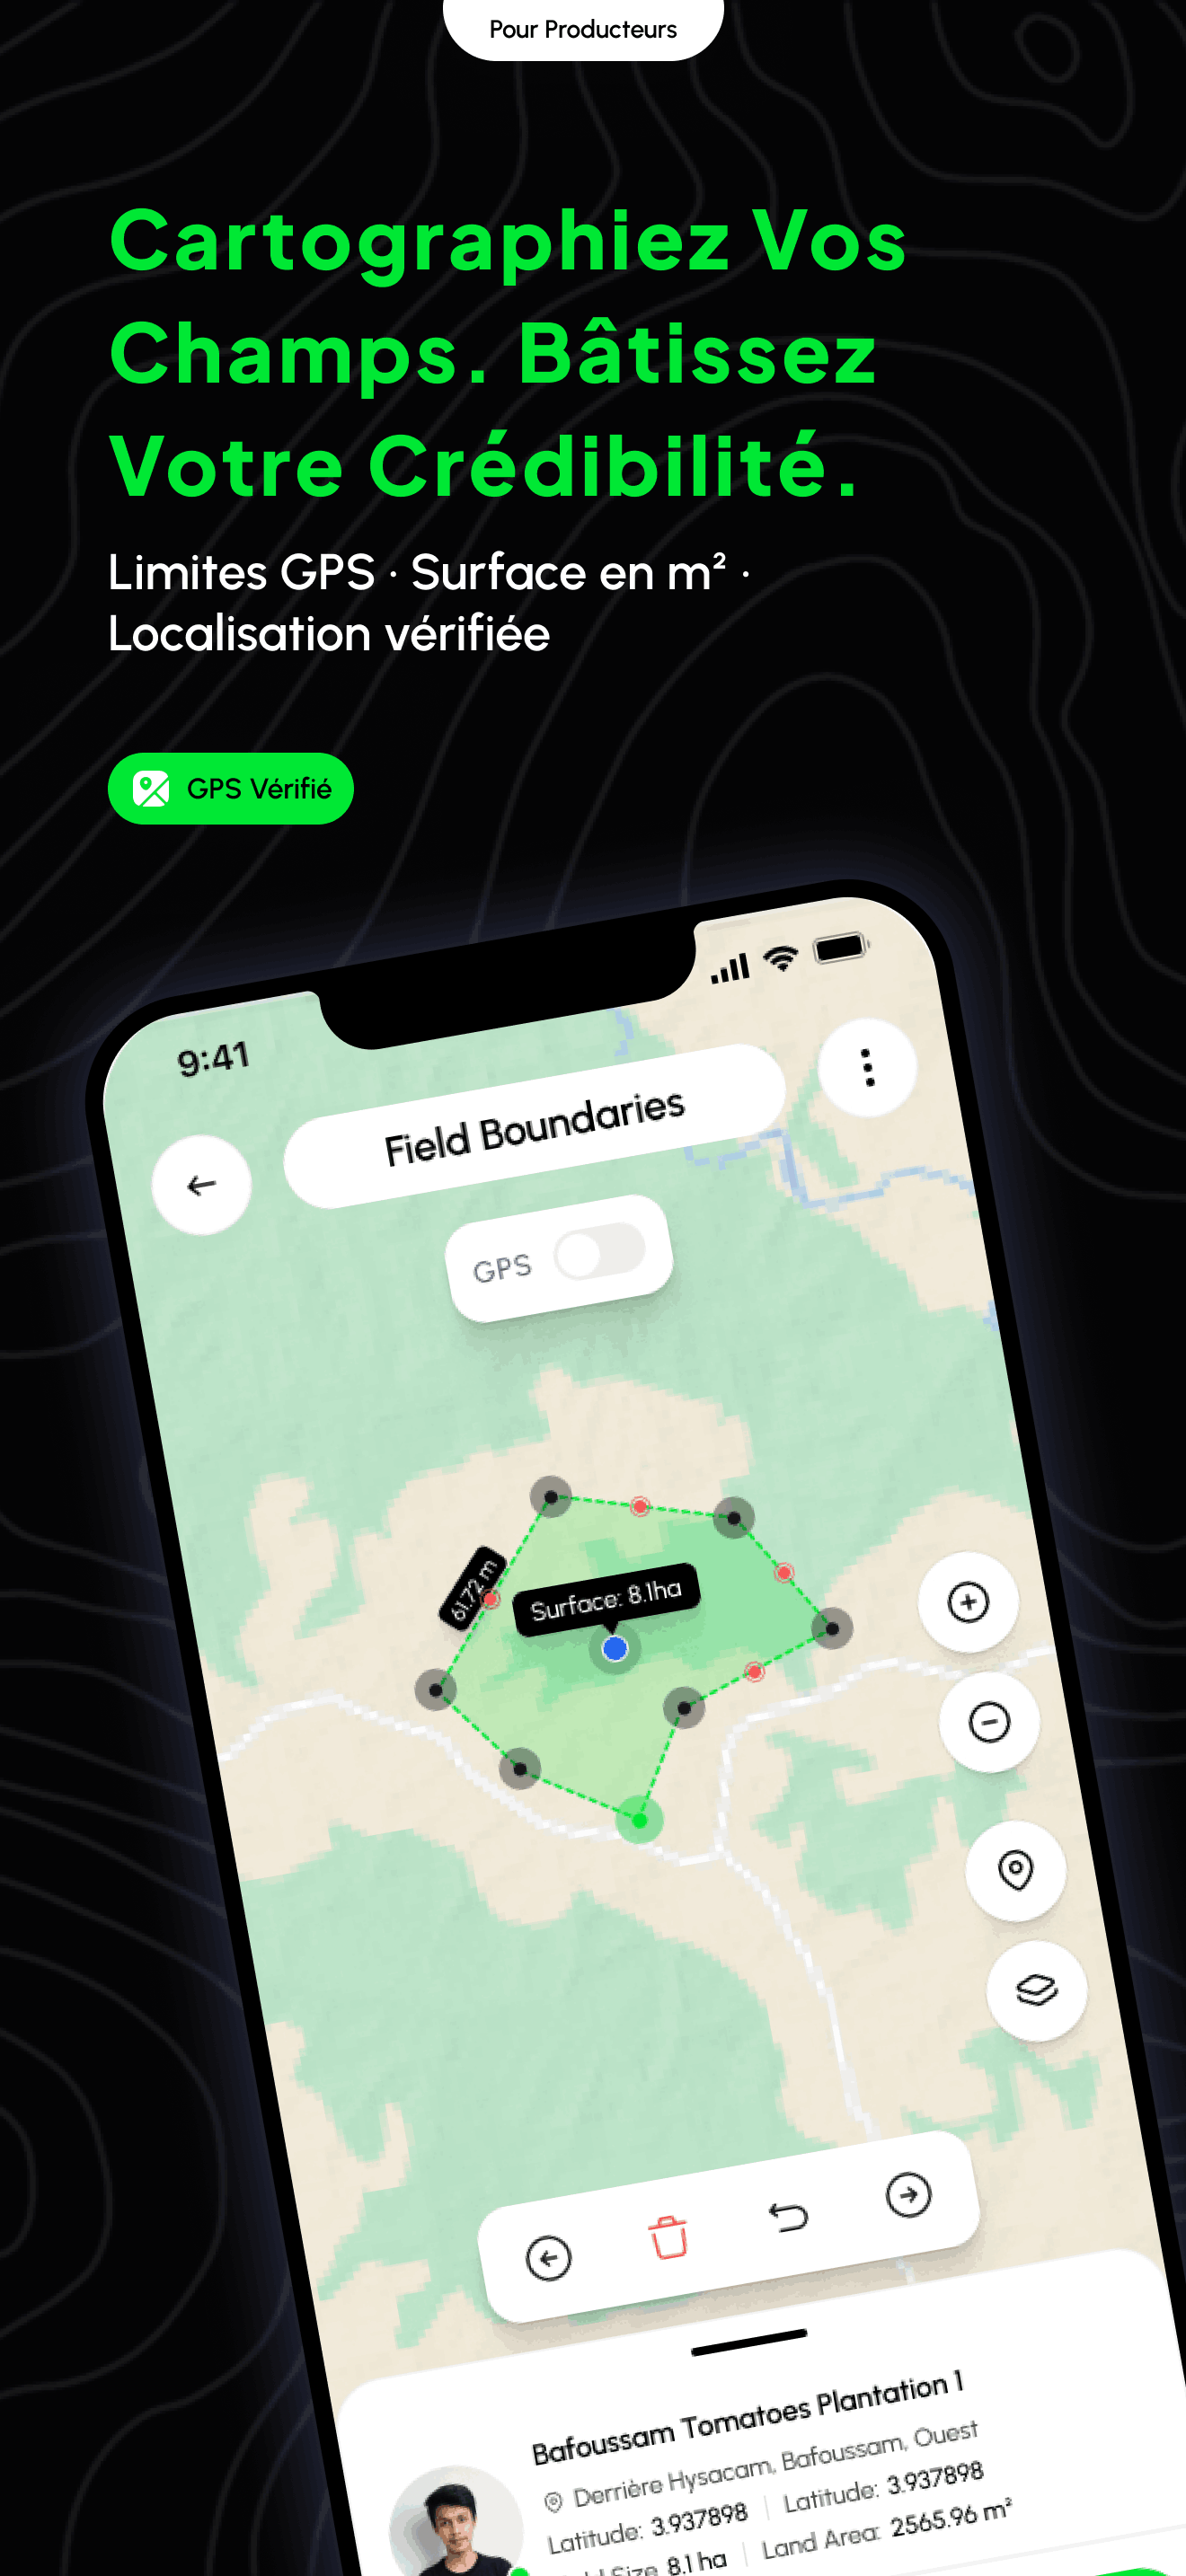 Pour Producteurs
Cartographiez Vos
Champs. Bâtissez
Votre Crédibilité.
Limites GPS · Surface en m² ·
Localisation vérifiée
GPS Vérifié
9:41
Field Boundaries
GPS
61.72 m
Surface: 8.1ha
Bafoussam Tomatoes Plantation 1
Derrière Hysacam, Bafoussam, Ouest
Latitude: 3.937898 | Latitude: 3.937898
Size 8.1 ha | Land Area: 2565.96 m²